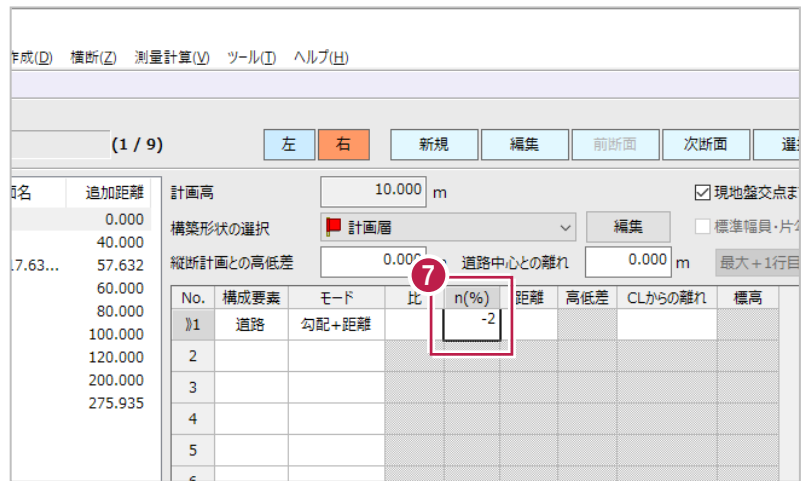 作成(D) 横断(Z) 測量計算(V) ツール(T) ヘルプ(H)
(1 / 9) 左 右 新規 編集 前断面 次断面
追加距離
0.000
40.000
.7.63... 57.632
60.000
80.000
100.000
120.000
200.000
275.935
計画高 10.000 m 現地盤交点ま
構築形状の選択 計画層 編集 標準幅員・片
縦断計画との高低差 0.000 道路中心との離れ 0.000 m 最大+1行目
7
No. 構成要素 モード 比 n(%) 距離 高低差 CLからの離れ 標高
》1 道路 勾配+距離 -2
2
3
4
5